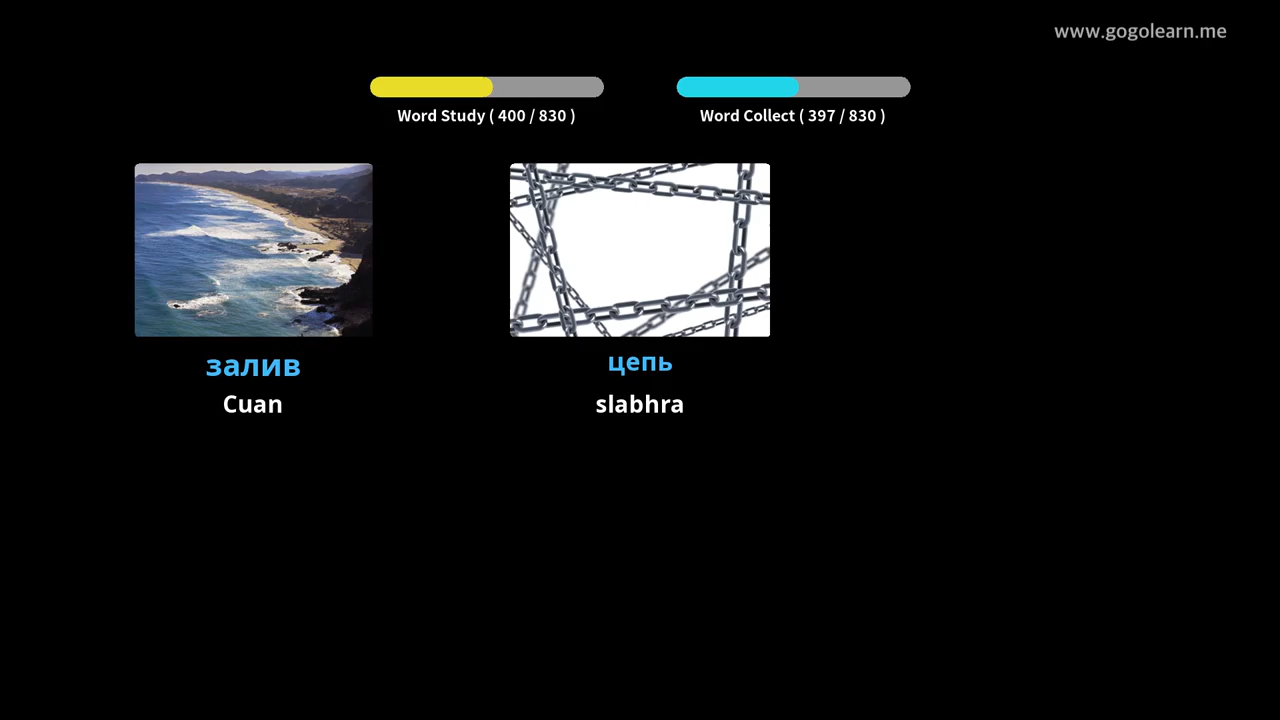 www.gogolearn.me
Word Study ( 400 / 830 )
Word Collect ( 397 / 830 )
залив
Cuan
цепь
slabhra